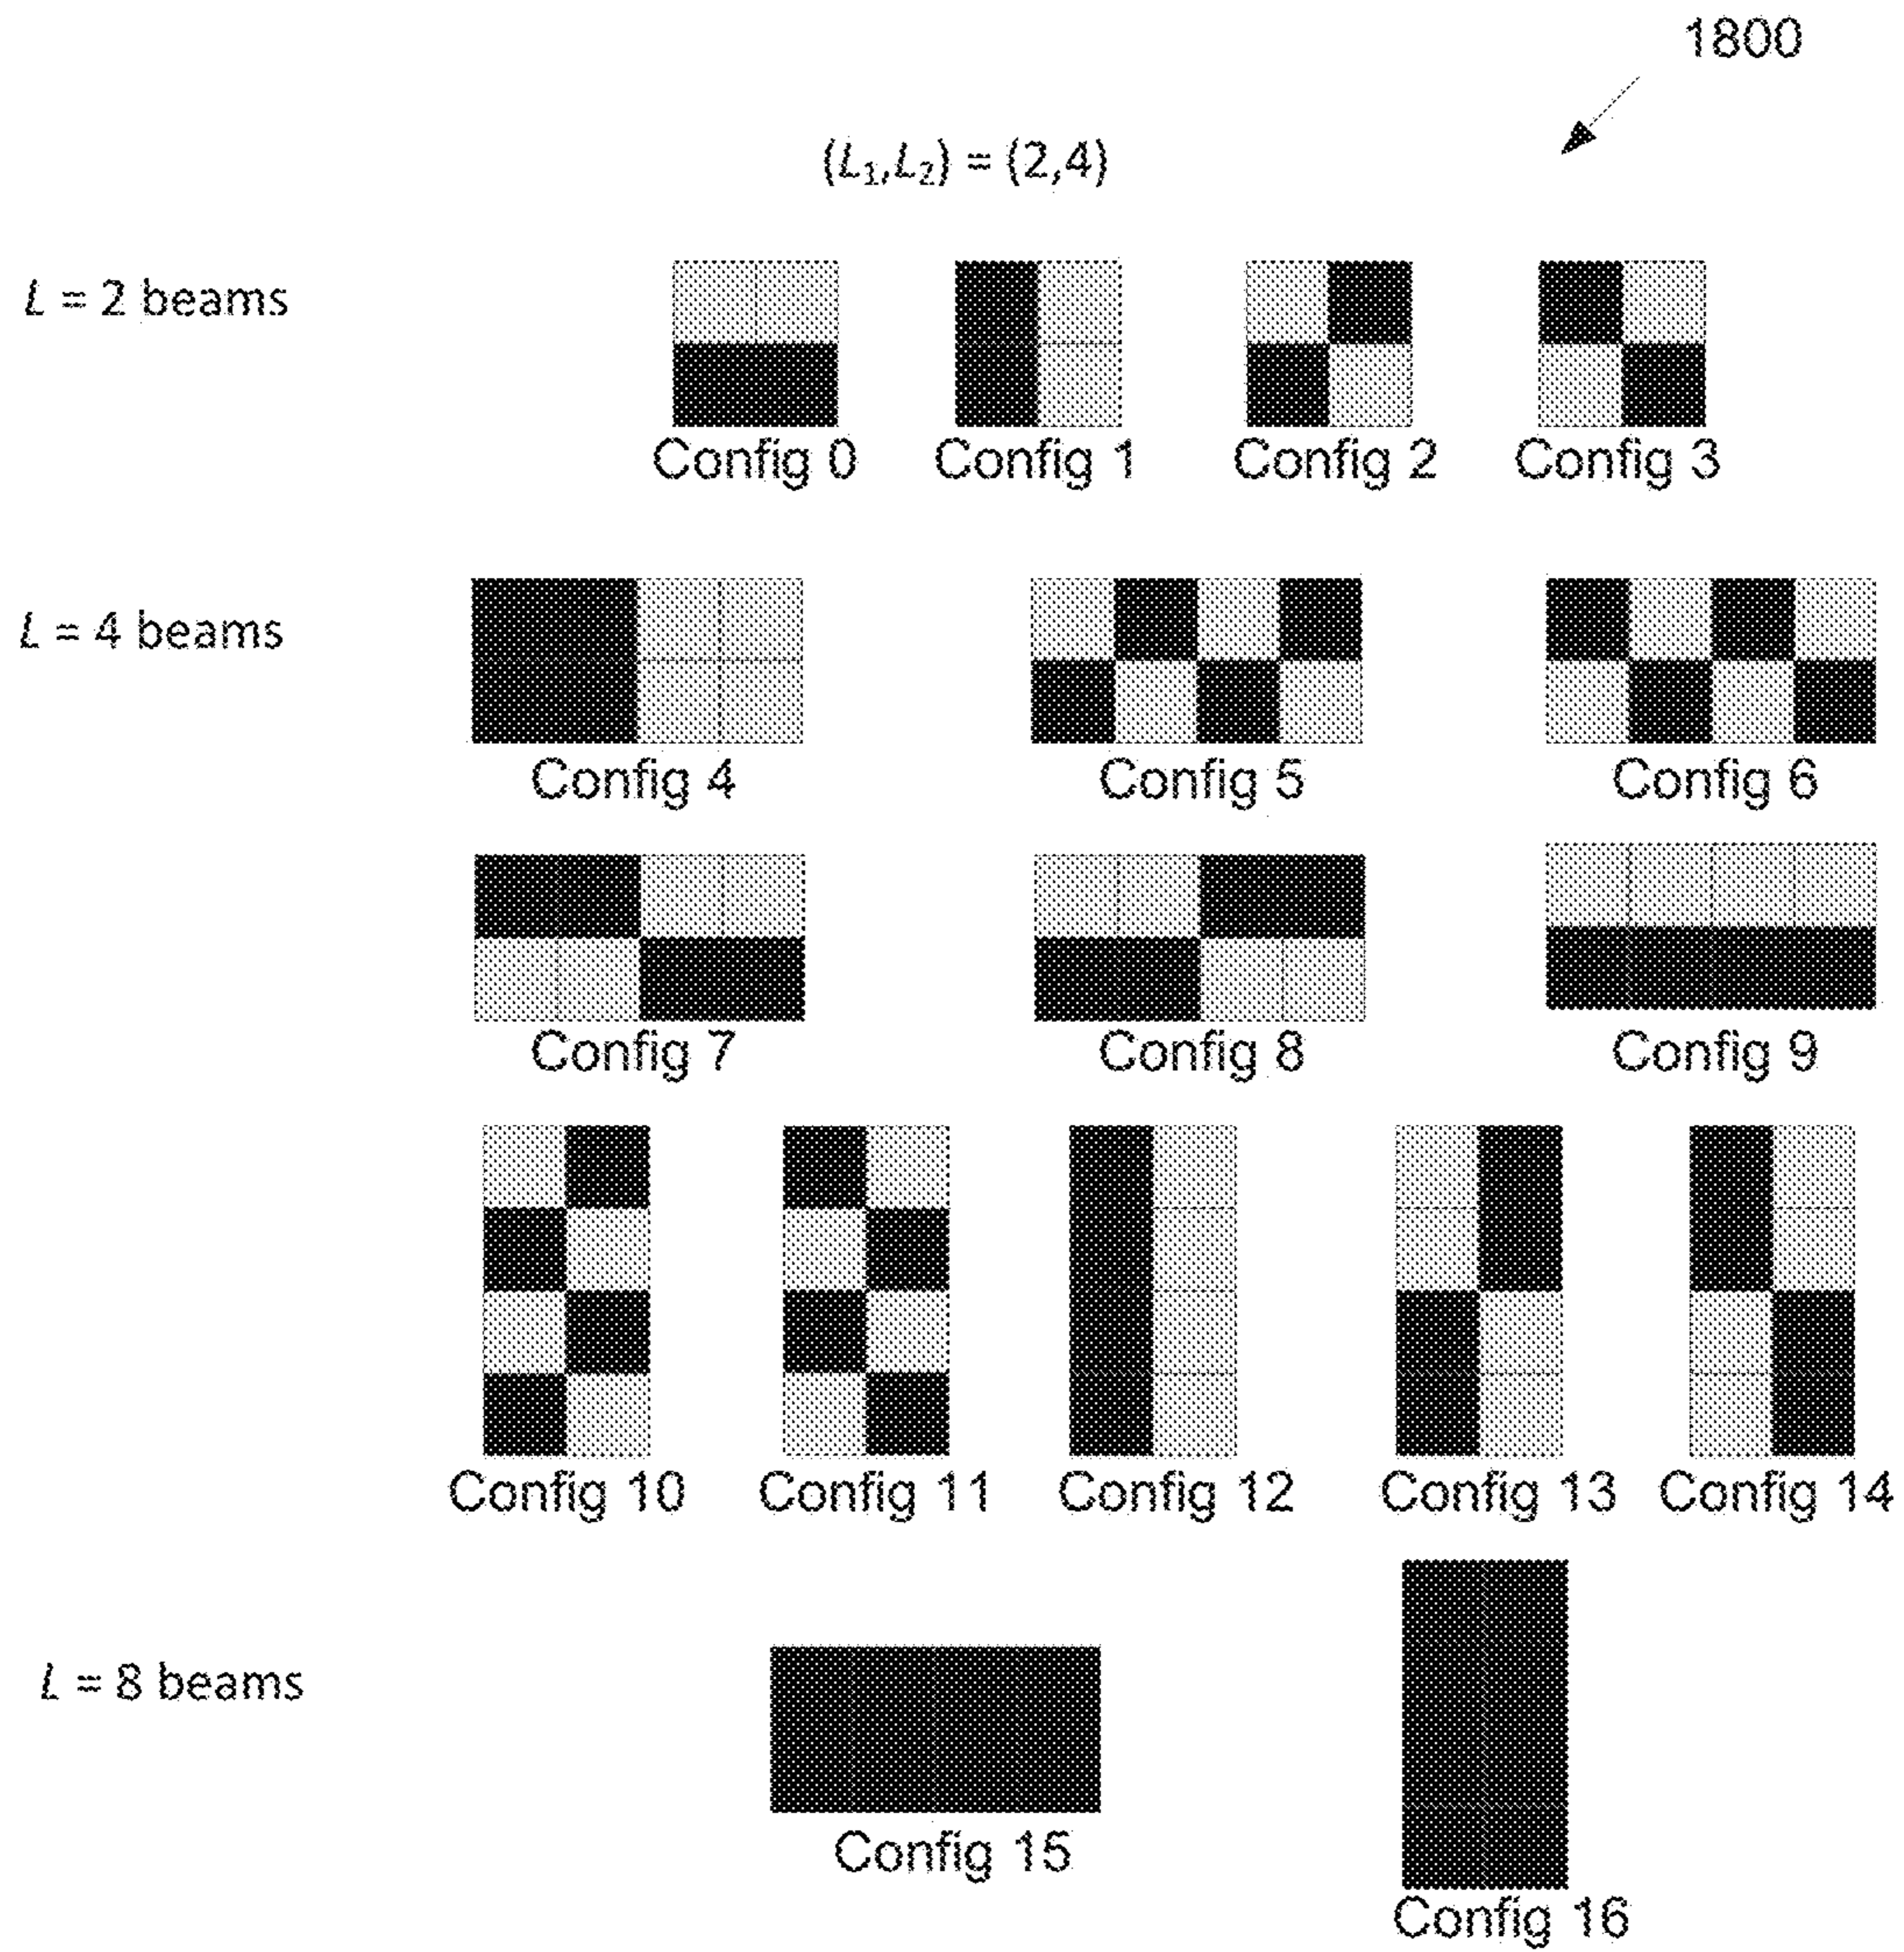 1800
(L₁,L₂) = (2,4)
L = 2 beams
Config 0 Config 1 Config 2 Config 3
L = 4 beams
Config 4 Config 5 Config 6
Config 7 Config 8 Config 9
Config 10 Config 11 Config 12 Config 13 Config 14
L = 8 beams
Config 15
Config 16